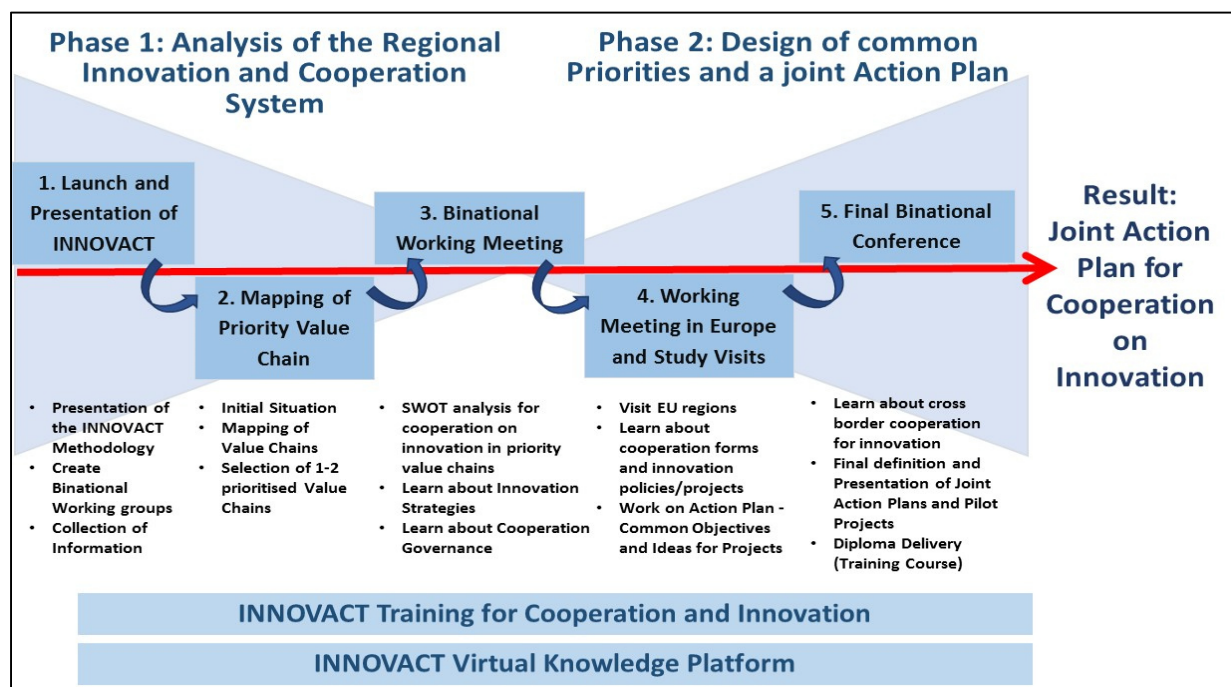 Phase 1: Analysis of the Regional
Innovation and Cooperation
System
Phase 2: Design of common
Priorities and a joint Action Plan
1. Launch and
Presentation of
INNOVACT
2. Mapping of
Priority Value
Chain
3. Binational
Working Meeting
4. Working
Meeting in Europe
and Study Visits
5. Final Binational
Conference
Result:
Joint Action
Plan for
Cooperation
on
Innovation
• Presentation of
the INNOVACT
Methodology
• Create
Binational
Working groups
• Collection of
Information
• Initial Situation
• Mapping of
Value Chains
• Selection of 1-2
prioritised Value
Chains
• SWOT analysis for
cooperation on
innovation in priority
value chains
• Learn about Innovation
Strategies
• Learn about Cooperation
Governance
• Visit EU regions
• Learn about
cooperation forms
and innovation
policies/projects
• Work on Action Plan -
Common Objectives
and Ideas for Projects
• Learn about cross
border cooperation
for innovation
• Final definition and
Presentation of Joint
Action Plans and Pilot
Projects
• Diploma Delivery
(Training Course)
INNOVACT Training for Cooperation and Innovation
INNOVACT Virtual Knowledge Platform